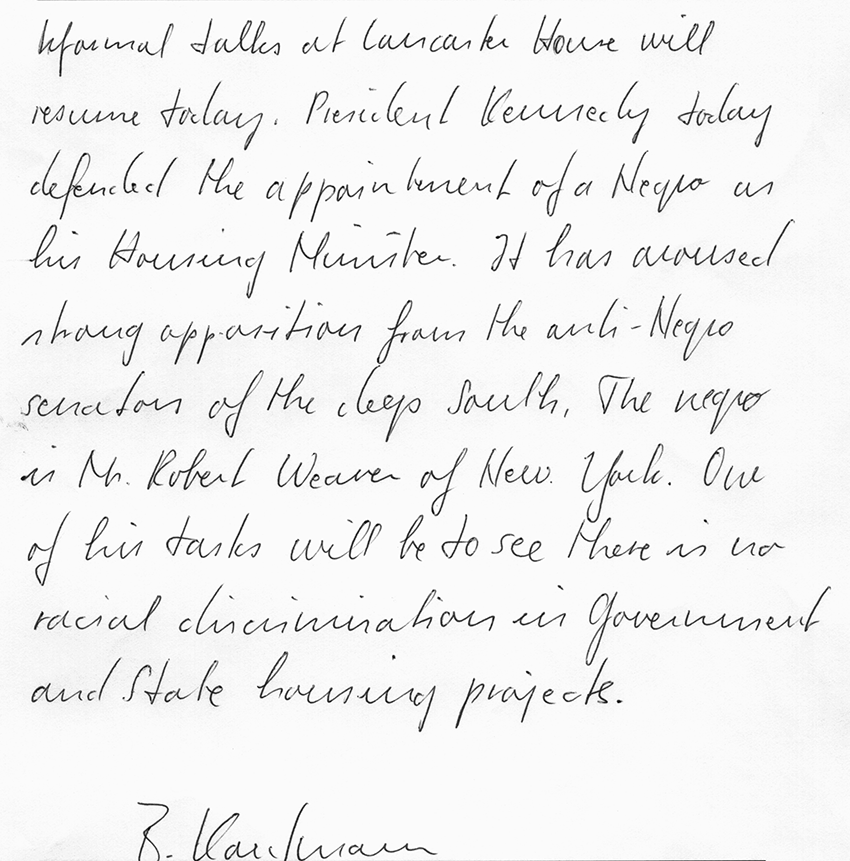 Informal talks at Lancaster House will
resume today. President Kennedy today
defended the appointment of a Negro as
his Housing Minister. It has aroused
strong opposition from the anti-Negro
senators of the deep South. The negro
is Mr. Robert Weaver of New York. One
of his tasks will be to see there is no
racial discrimination in Government
and State housing projects.
B. Kaufmann